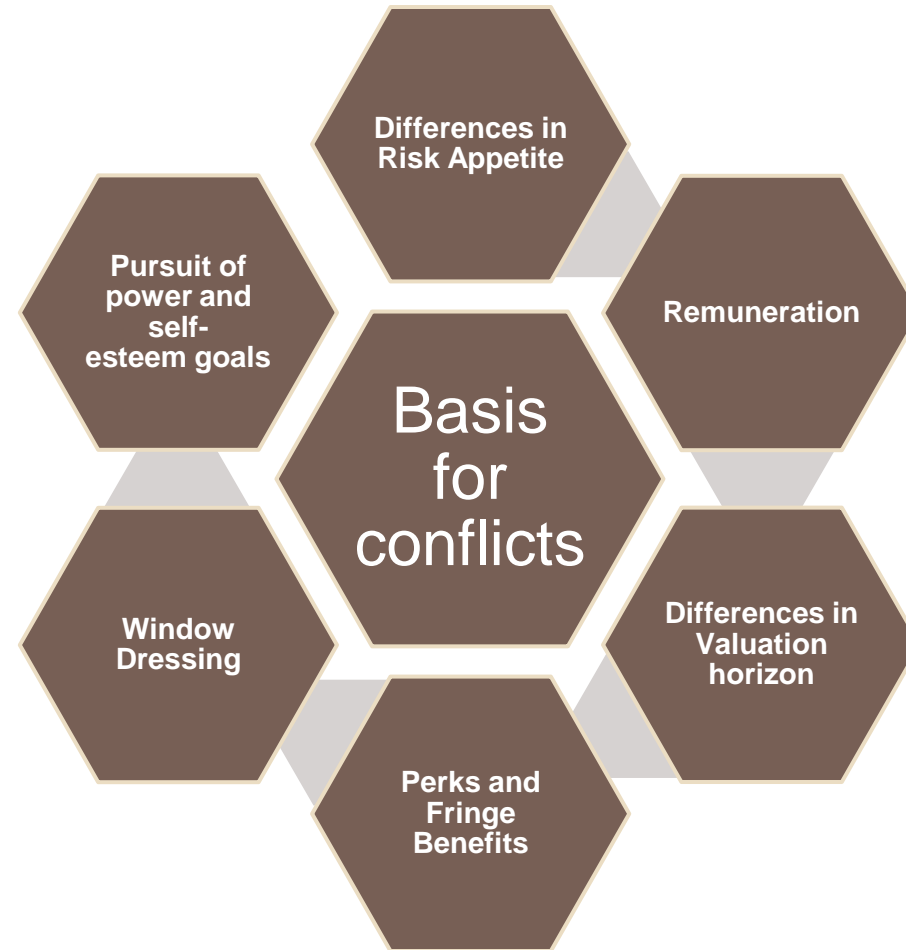 Differences in
Risk Appetite
Remuneration
Differences in
Valuation
horizon
Perks and
Fringe
Benefits
Window
Dressing
Pursuit of
power and
self-
esteem goals
Basis
for
conflicts